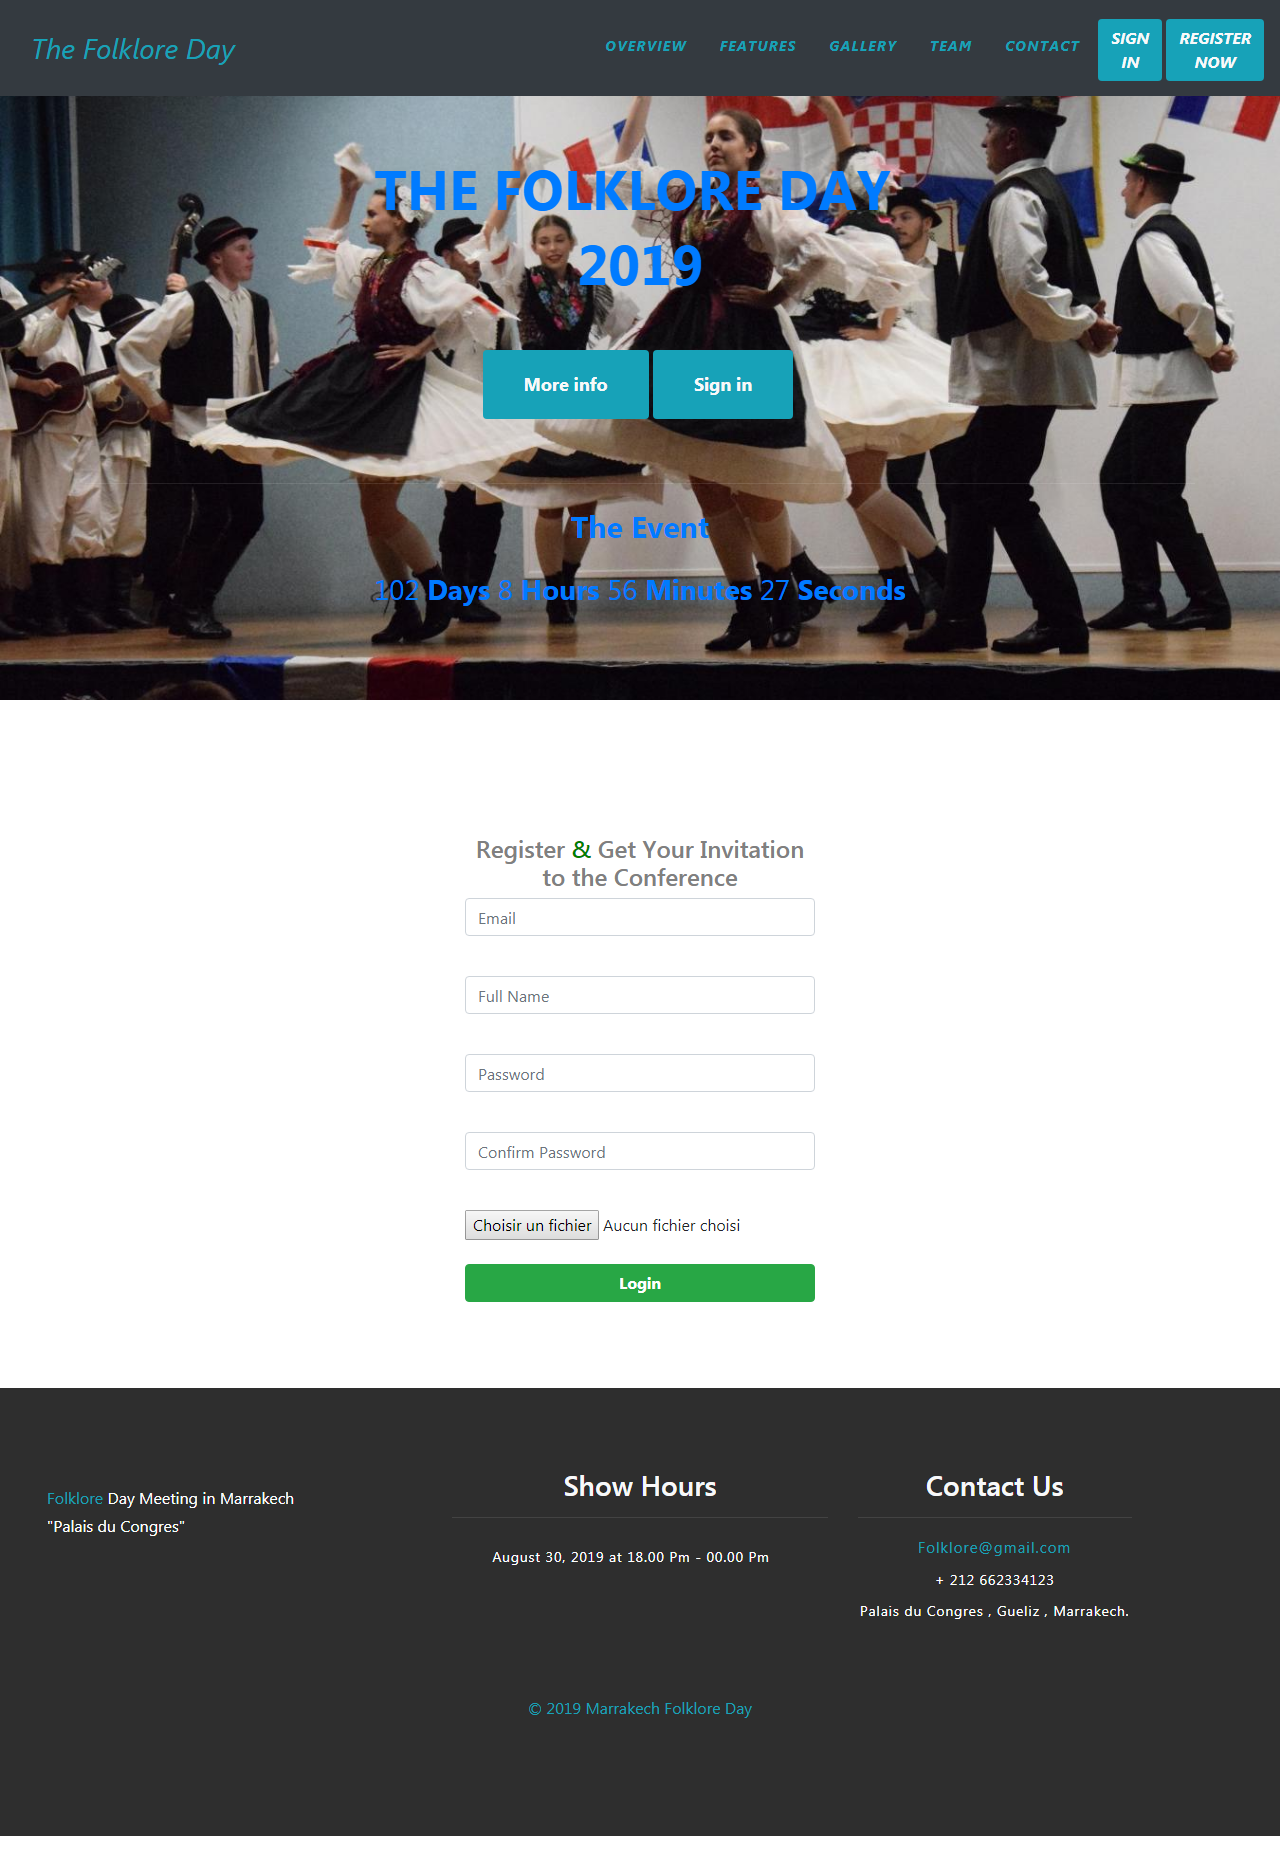 The Folklore Day
OVERVIEW FEATURES GALLERY TEAM CONTACT SIGN IN REGISTER NOW
THE FOLKLORE DAY
2019
More info Sign in
The Event
102 Days 8 Hours 56 Minutes 27 Seconds
Register & Get Your Invitation
to the Conference
Email
Full Name
Password
Confirm Password
Choisir un fichier Aucun fichier choisi
Login
Folklore Day Meeting in Marrakech
"Palais du Congres"
Show Hours
August 30, 2019 at 18.00 Pm - 00.00 Pm
Contact Us
Folklore@gmail.com
+ 212 662334123
Palais du Congres , Gueliz , Marrakech.
© 2019 Marrakech Folklore Day